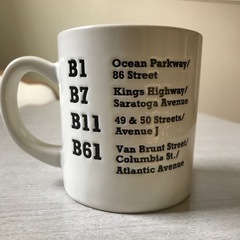 B1 Ocean Parkway/
86 Street
B7 Kings Highway/
Saratoga Avenue
B11 49 & 50 Streets/
Avenue J
B61 Van Brunt Street/
Columbia St./
Atlantic Avenue